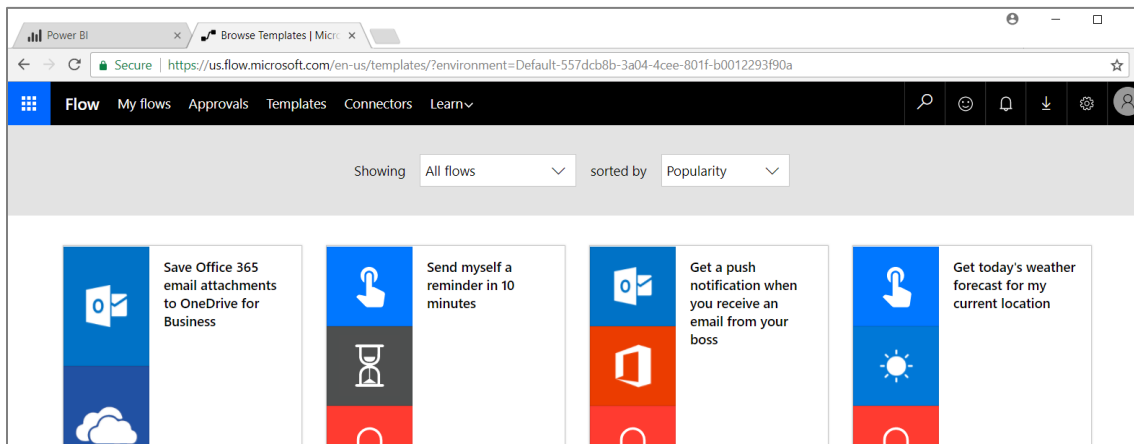 Power BI
Browse Templates | Micro
Secure | https://us.flow.microsoft.com/en-us/templates/?environment=Default-557dcb8b-3a04-4cee-801f-b0012293f90a
Flow My flows Approvals Templates Connectors Learn
Showing All flows sorted by Popularity
Save Office 365
email attachments
to OneDrive for
Business
Send myself a
reminder in 10
minutes
Get a push
notification when
you receive an
email from your
boss
Get today's weather
forecast for my
current location